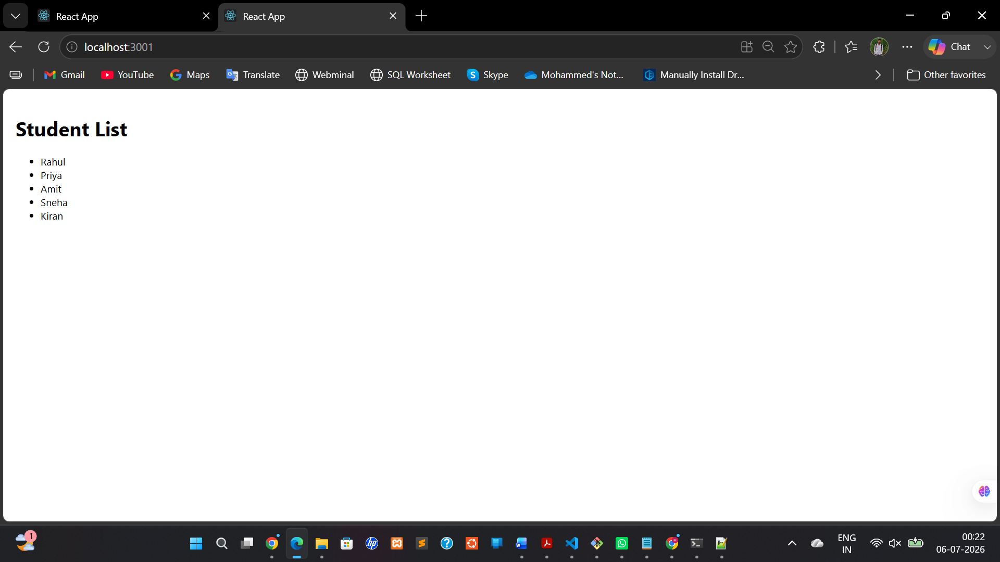 React App
React App
localhost:3001
Chat
Gmail
YouTube
Maps
Translate
Webminal
SQL Worksheet
Skype
Mohammed's Not...
Manually Install Dr...
Other favorites
Student List
Rahul
Priya
Amit
Sneha
Kiran
1
ENG
IN
00:22
06-07-2026